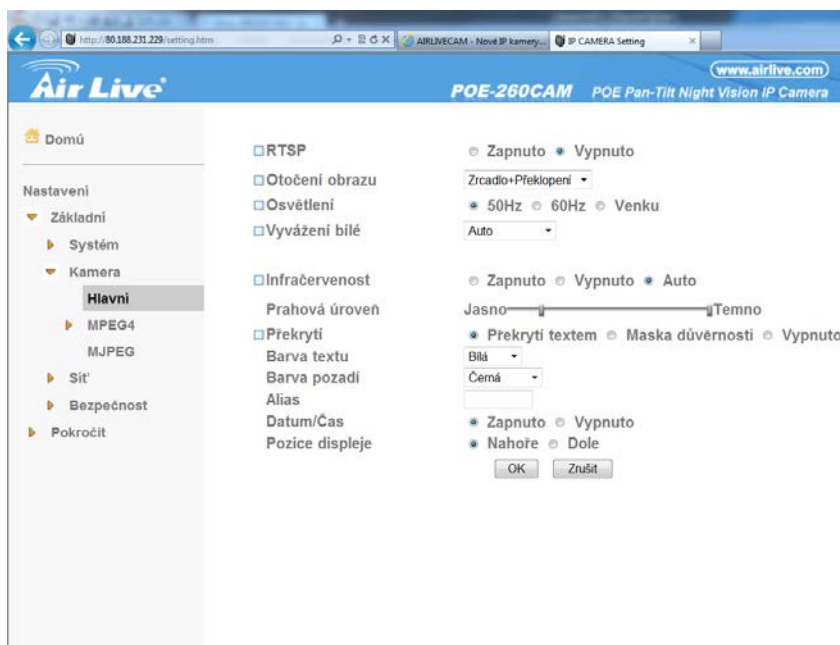 http://80.188.231.229/setting.htm
AIRLIVECAM - Nové IP kamery...
IP CAMERA Setting
Air Live
www.airlive.com
POE-260CAM POE Pan-Tilt Night Vision IP Camera
Domú
Nastaveni
Základní
Systém
Kamera
Hlavni
MPEG4
MJPEG
Síť
Bezpečnost
Pokročit
RTSP Zapnuto Vypnuto
Otočení obrazu Zrcadlo+Překlopení
Osvětlení 50Hz 60Hz Venku
Vyvážení bílé Auto
Infračervenost Zapnuto Vypnuto Auto
Prahová úroveň Jasno Temno
Překrytí Překrytí textem Maska důvěrnosti Vypnuto
Barva textu Bílá
Barva pozadí Černá
Alias
Datum/Čas Zapnuto Vypnuto
Pozice displeje Nahoře Dole
OK Zrušit